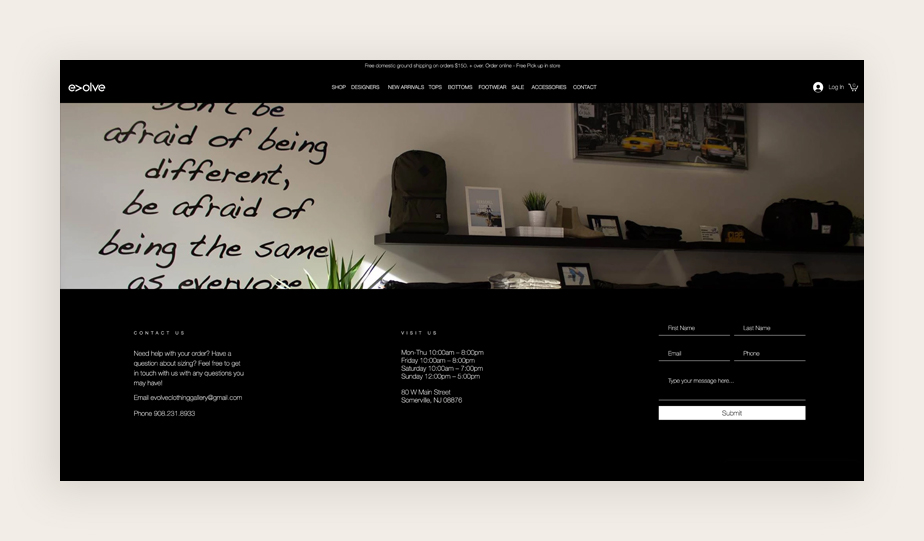 Free domestic ground shipping on orders $150. + over. Order online - Free Pick up in store
e>olve
SHOP DESIGNERS NEW ARRIVALS TOPS BOTTOMS FOOTWEAR SALE ACCESSORIES CONTACT
Log In
Don't be
afraid of being
different,
be afraid of
being the same
as everyone
CONTACT US
Need help with your order? Have a
question about sizing? Feel free to get
in touch with us with any questions you
may have!
Email evolveclothinggallery@gmail.com
Phone 908.231.8933
VISIT US
Mon-Thu 10:00am – 8:00pm
Friday 10:00am – 8:00pm
Saturday 10:00am – 7:00pm
Sunday 12:00pm – 5:00pm
80 W Main Street
Somerville, NJ 08876
First Name
Last Name
Email
Phone
Type your message here...
Submit